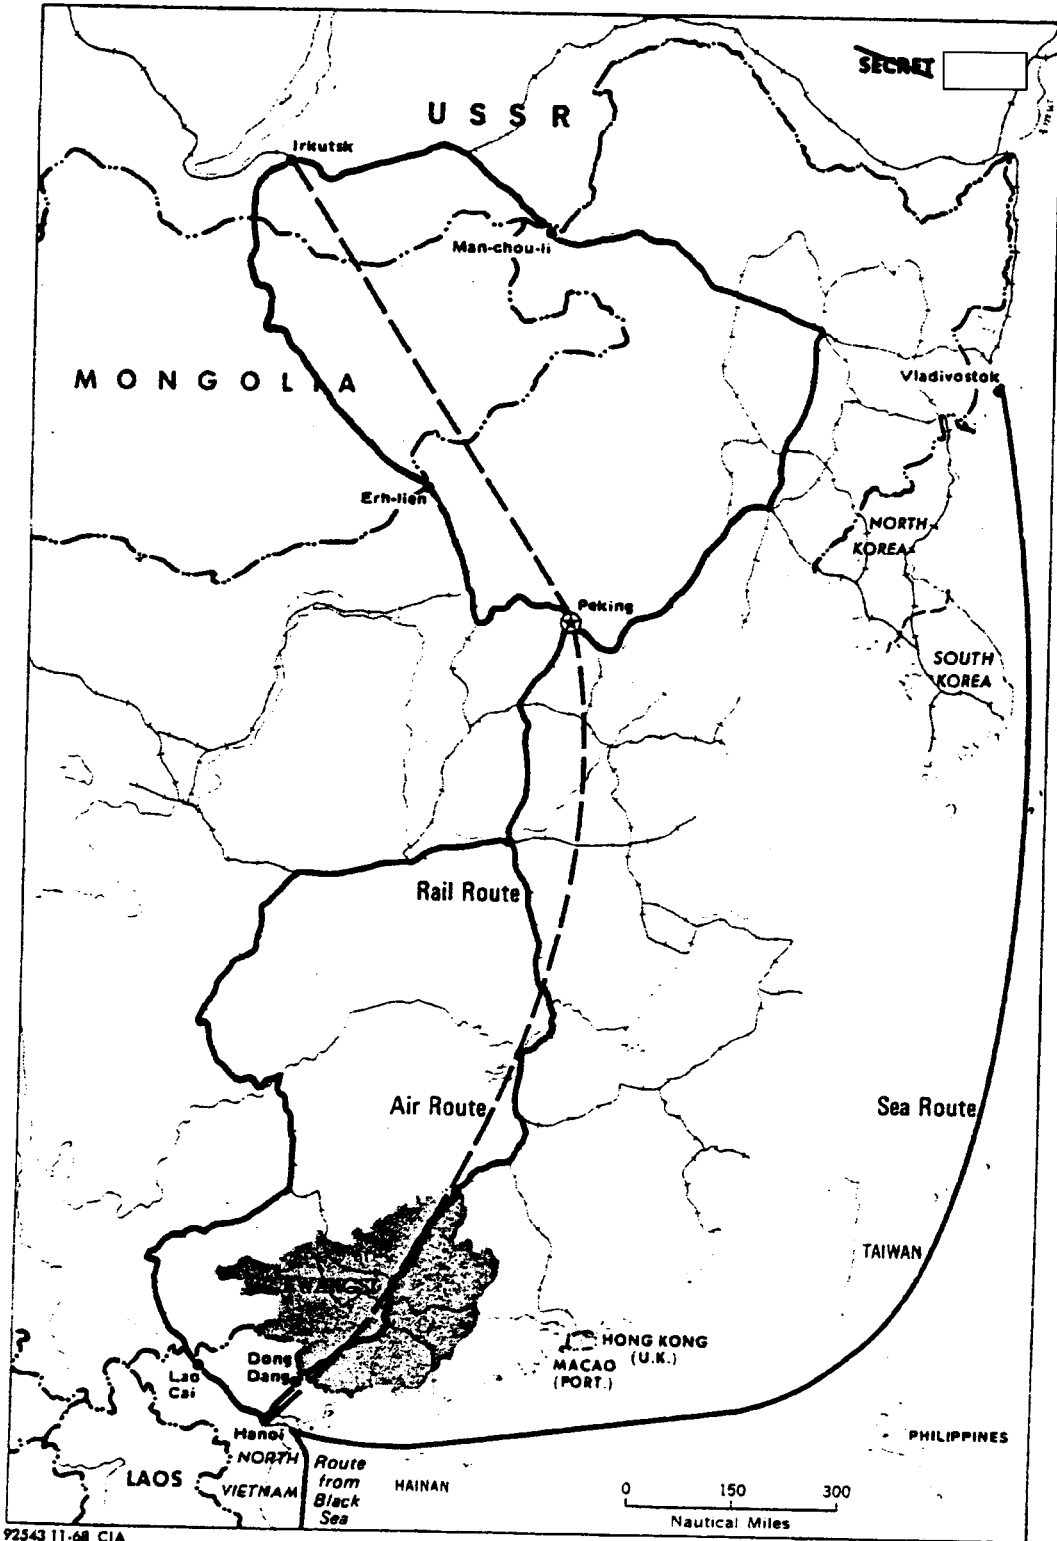 SECRET
USSR
Irkutsk
Man-chou-li
MONGOLIA
Vladivostok
Erh-lien
NORTH
KOREA
Peking
SOUTH
KOREA
Rail Route
Air Route
Sea Route
TAIWAN
KWANGSI
HONG KONG
(U.K.)
MACAO
(PORT.)
Dong
Dang
Lao
Cai
Hanoi
NORTH
VIETNAM
LAOS
Route
from
Black
Sea
HAINAN
PHILIPPINES
0 150 300
Nautical Miles
92543 11-68 CIA
Amur